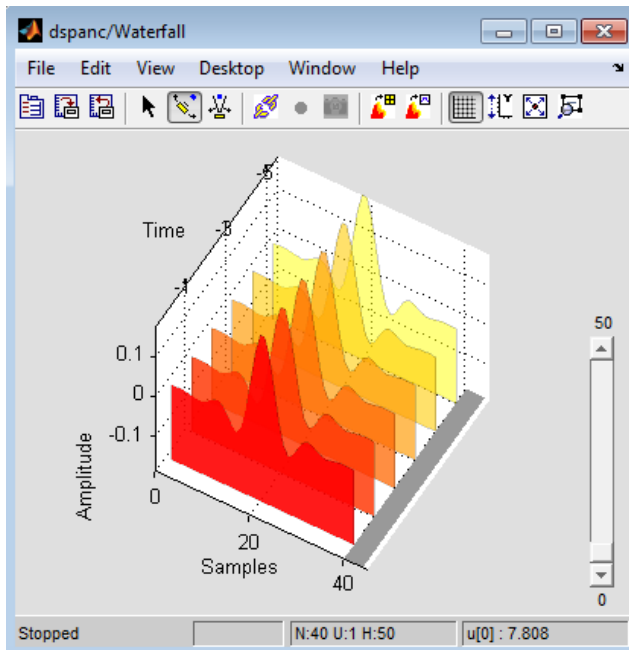 dspanc/Waterfall
File Edit View Desktop Window Help
-5
Time
-3
-1
50
0.1
0
-0.1
Amplitude
0
20
Samples
40
0
Stopped
N:40 U:1 H:50
u[0] : 7.808